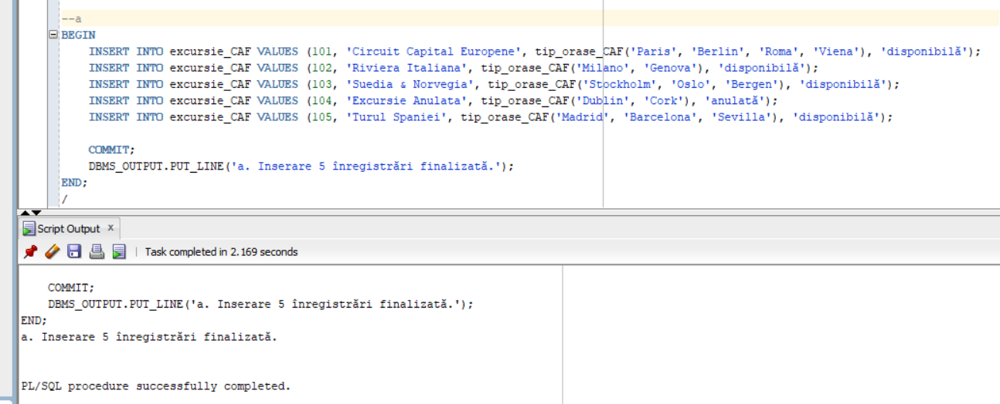 --a
BEGIN
INSERT INTO excursie_CAF VALUES (101, 'Circuit Capital Europene', tip_orase_CAF('Paris', 'Berlin', 'Roma', 'Viena'), 'disponibilă');
INSERT INTO excursie_CAF VALUES (102, 'Riviera Italiana', tip_orase_CAF('Milano', 'Genova'), 'disponibilă');
INSERT INTO excursie_CAF VALUES (103, 'Suedia & Norvegia', tip_orase_CAF('Stockholm', 'Oslo', 'Bergen'), 'disponibilă');
INSERT INTO excursie_CAF VALUES (104, 'Excursie Anulata', tip_orase_CAF('Dublin', 'Cork'), 'anulată');
INSERT INTO excursie_CAF VALUES (105, 'Turul Spaniei', tip_orase_CAF('Madrid', 'Barcelona', 'Sevilla'), 'disponibilă');
COMMIT;
DBMS_OUTPUT.PUT_LINE('a. Inserare 5 înregistrări finalizată.');
END;
/
Script Output x
Task completed in 2.169 seconds
COMMIT;
DBMS_OUTPUT.PUT_LINE('a. Inserare 5 înregistrări finalizată.');
END;
a. Inserare 5 înregistrări finalizată.
PL/SQL procedure successfully completed.